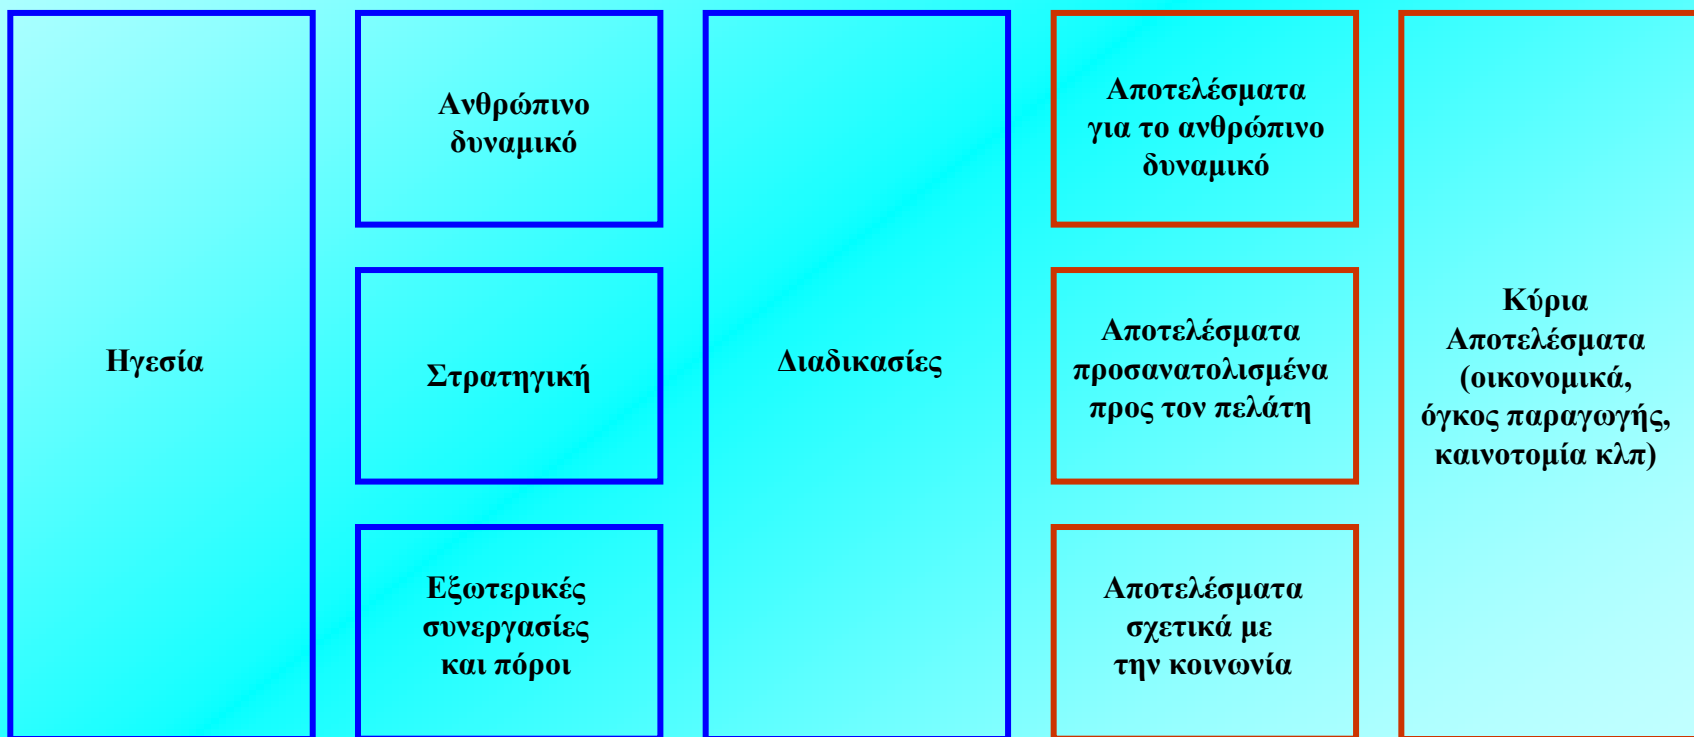 Ηγεσία
Ανθρώπινο
δυναμικό
Στρατηγική
Εξωτερικές
συνεργασίες
και πόροι
Διαδικασίες
Αποτελέσματα
για το ανθρώπινο
δυναμικό
Αποτελέσματα
προσανατολισμένα
προς τον πελάτη
Αποτελέσματα
σχετικά με
την κοινωνία
Κύρια
Αποτελέσματα
(οικονομικά,
όγκος παραγωγής,
καινοτομία κλπ)